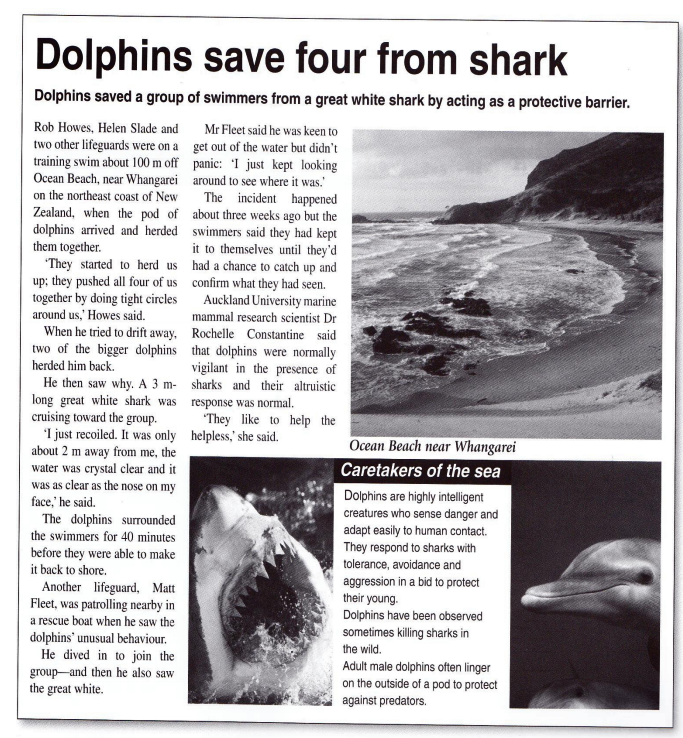 Dolphins save four from shark
Dolphins saved a group of swimmers from a great white shark by acting as a protective barrier.
Rob Howes, Helen Slade and
two other lifeguards were on a
training swim about 100 m off
Ocean Beach, near Whangarei
on the northeast coast of New
Zealand, when the pod of
dolphins arrived and herded
them together.
'They started to herd us
up; they pushed all four of us
together by doing tight circles
around us,' Howes said.
When he tried to drift away,
two of the bigger dolphins
herded him back.
He then saw why. A 3 m-
long great white shark was
cruising toward the group.
'I just recoiled. It was only
about 2 m away from me, the
water was crystal clear and it
was as clear as the nose on my
face,' he said.
The dolphins surrounded
the swimmers for 40 minutes
before they were able to make
it back to shore.
Another lifeguard, Matt
Fleet, was patrolling nearby in
a rescue boat when he saw the
dolphins' unusual behaviour.
He dived in to join the
group—and then he also saw
the great white.
Mr Fleet said he was keen to
get out of the water but didn't
panic: 'I just kept looking
around to see where it was.'
The incident happened
about three weeks ago but the
swimmers said they had kept
it to themselves until they'd
had a chance to catch up and
confirm what they had seen.
Auckland University marine
mammal research scientist Dr
Rochelle Constantine said
that dolphins were normally
vigilant in the presence of
sharks and their altruistic
response was normal.
'They like to help the
helpless,' she said.
Ocean Beach near Whangarei
Caretakers of the sea
Dolphins are highly intelligent
creatures who sense danger and
adapt easily to human contact.
They respond to sharks with
tolerance, avoidance and
aggression in a bid to protect
their young.
Dolphins have been observed
sometimes killing sharks in
the wild.
Adult male dolphins often linger
on the outside of a pod to protect
against predators.